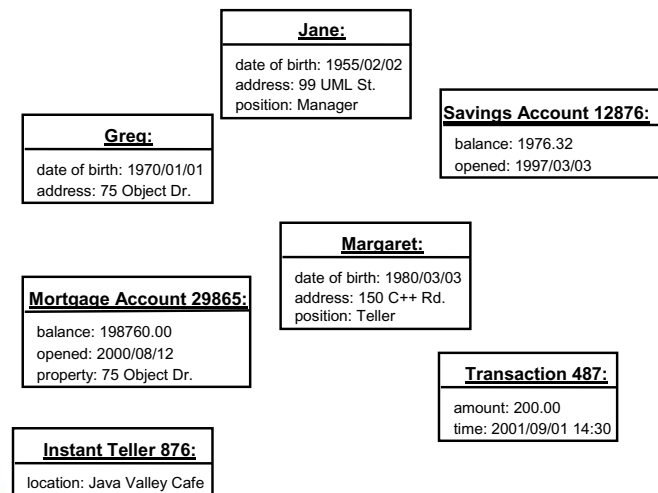 Jane:
date of birth: 1955/02/02
address: 99 UML St.
position: Manager
Savings Account 12876:
balance: 1976.32
opened: 1997/03/03
Greg:
date of birth: 1970/01/01
address: 75 Object Dr.
Margaret:
date of birth: 1980/03/03
address: 150 C++ Rd.
position: Teller
Mortgage Account 29865:
balance: 198760.00
opened: 2000/08/12
property: 75 Object Dr.
Transaction 487:
amount: 200.00
time: 2001/09/01 14:30
Instant Teller 876:
location: Java Valley Cafe